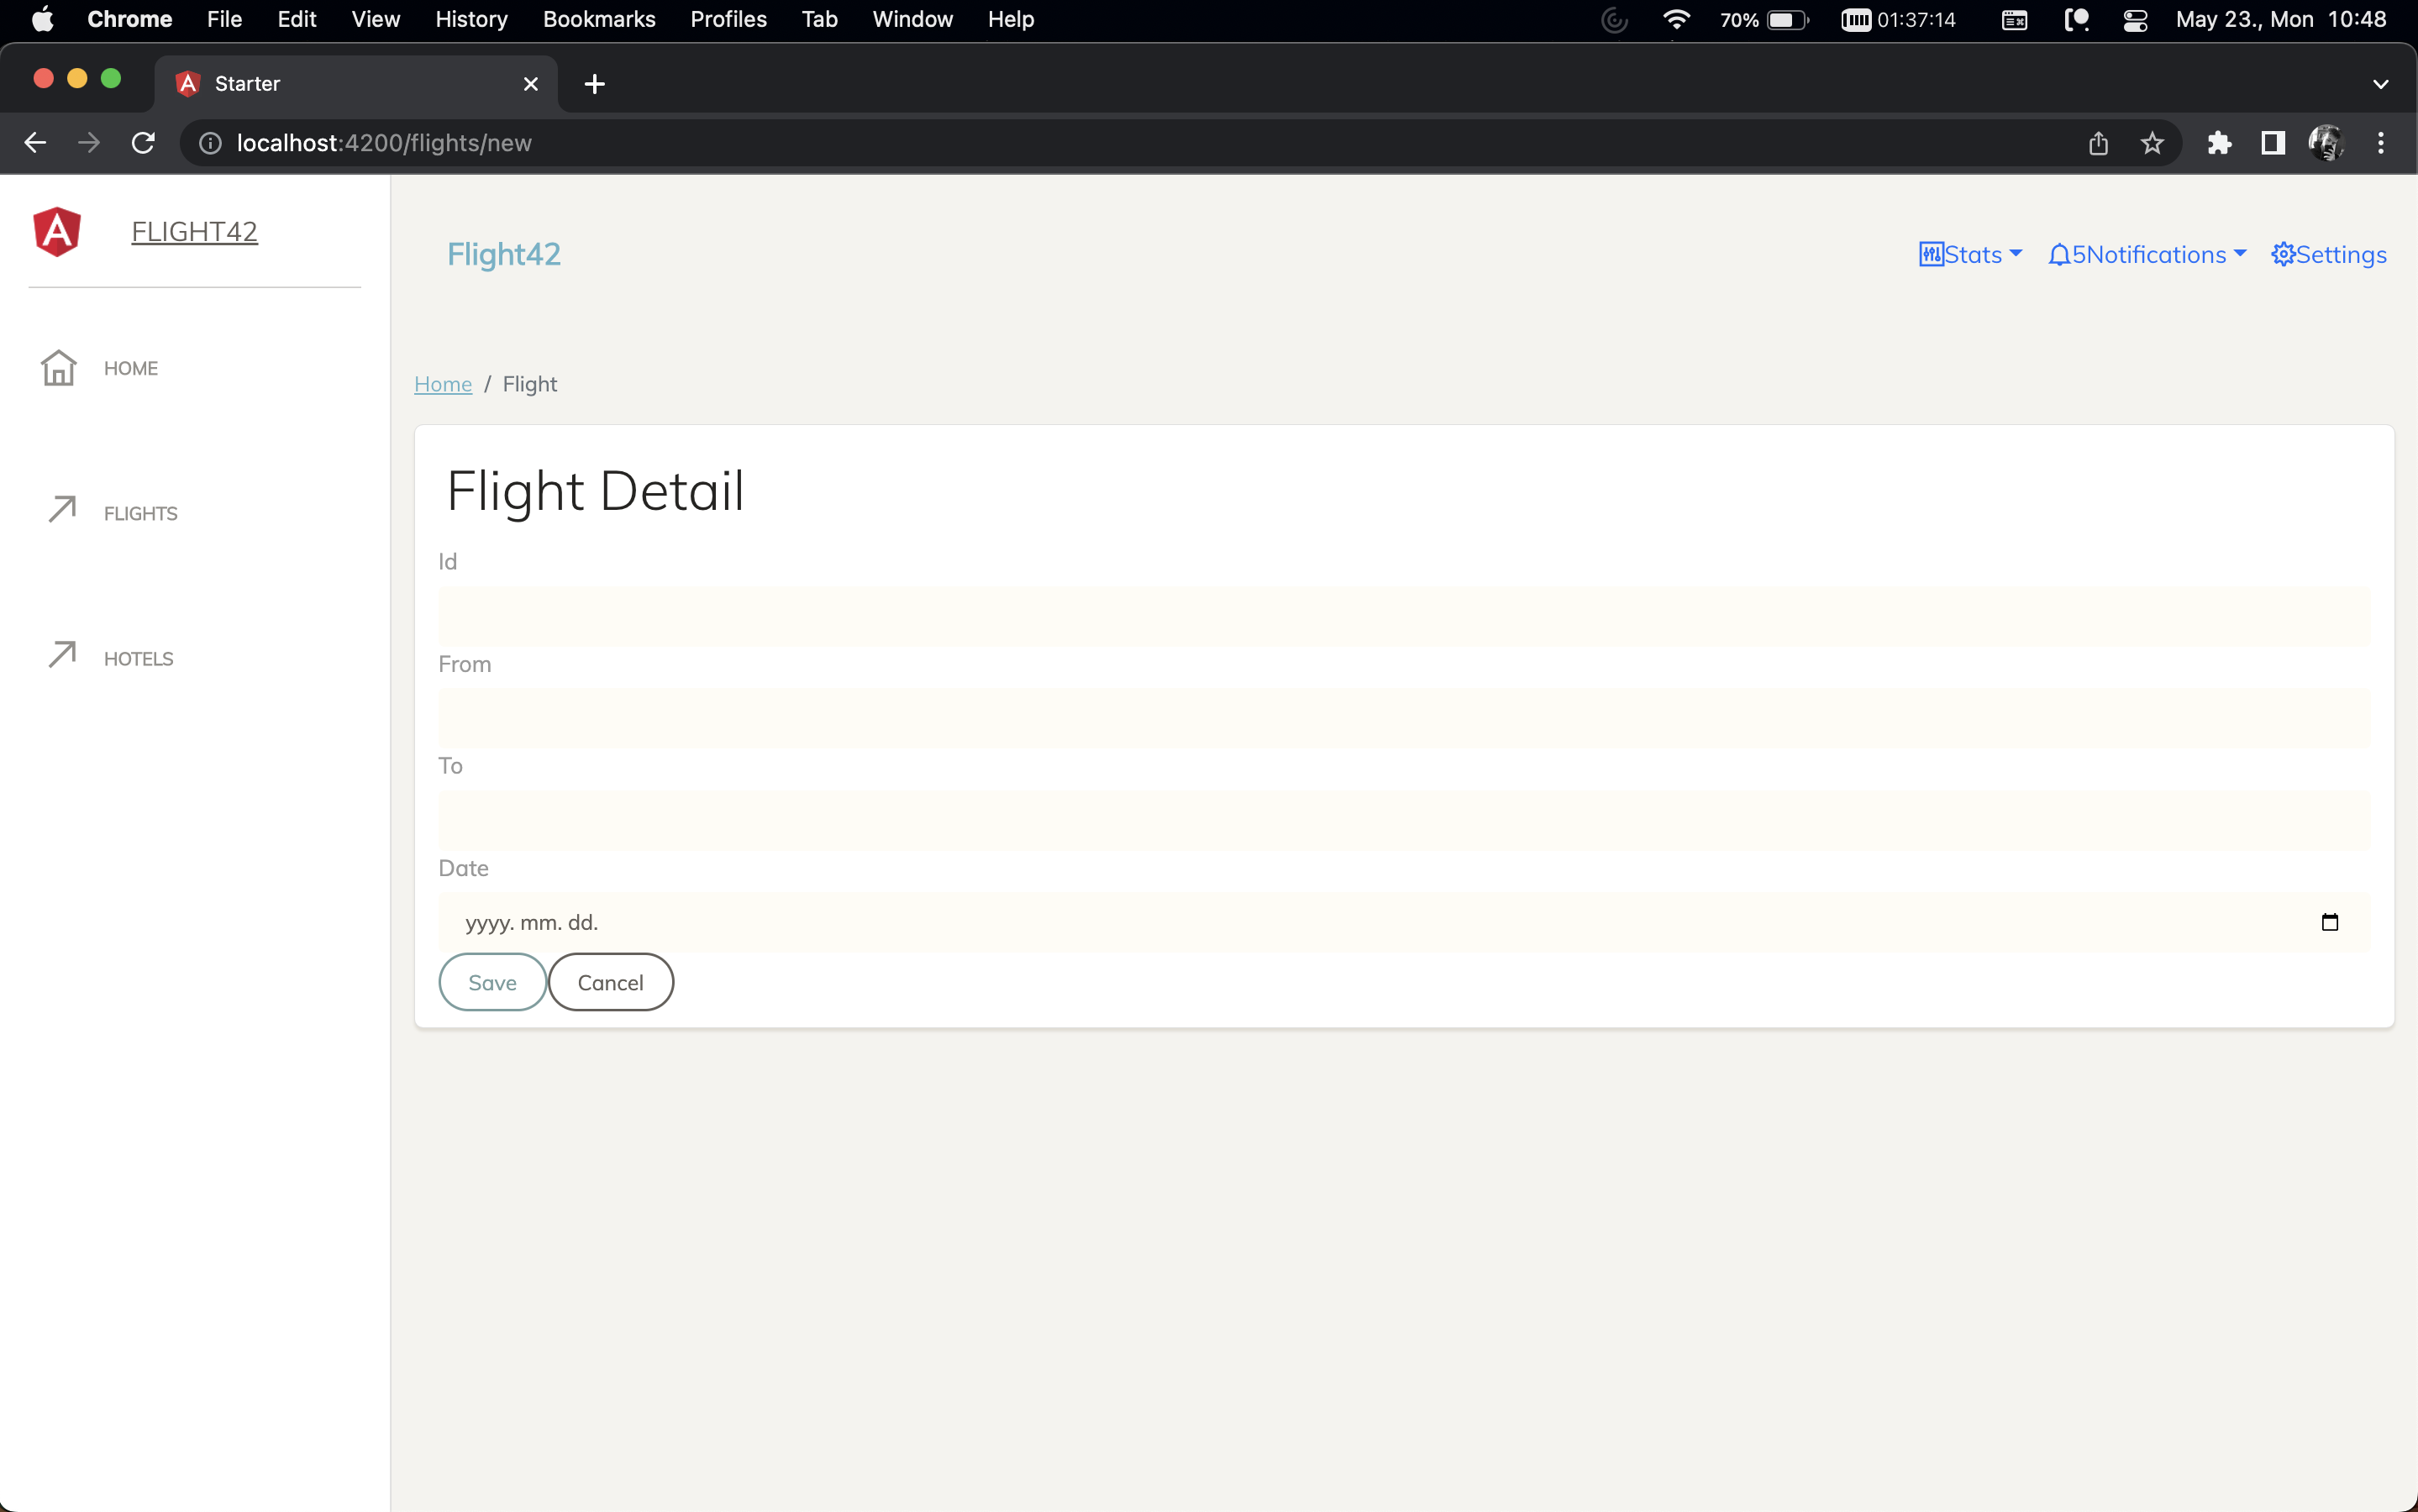 Chrome File Edit View History Bookmarks Profiles Tab Window Help 70% 01:37:14 May 23., Mon 10:48
Starter
localhost:4200/flights/new
FLIGHT42
Flight42 Stats 5Notifications Settings
HOME
Home / Flight
FLIGHTS
HOTELS
Flight Detail
Id
From
To
Date
yyyy. mm. dd.
Save Cancel